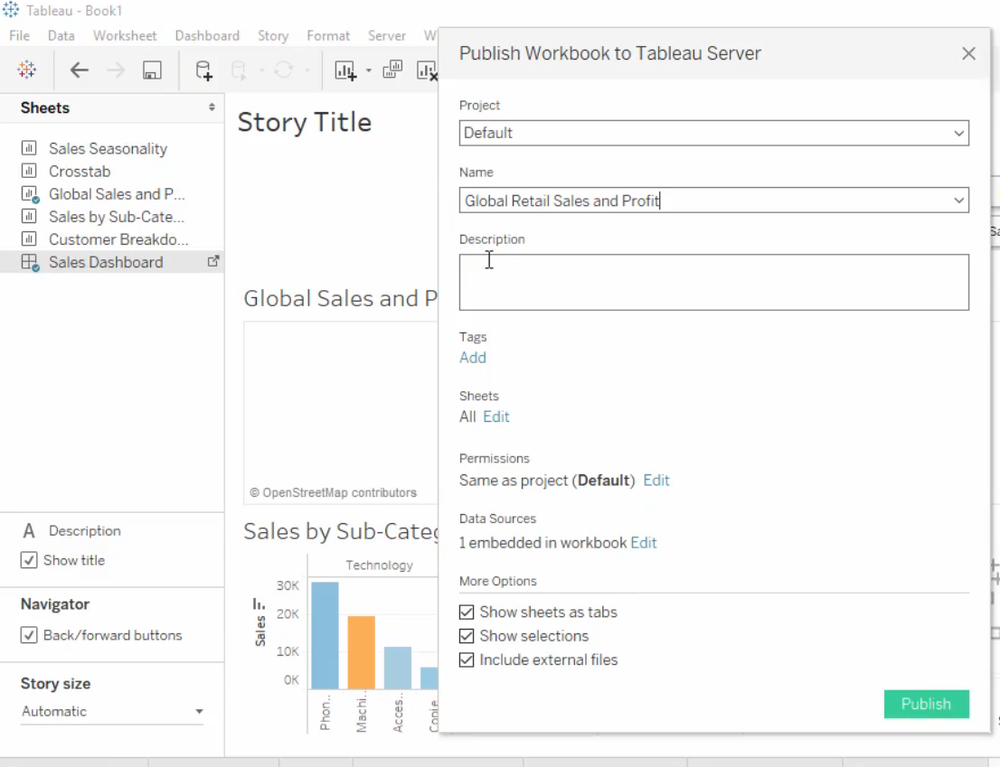 Tableau - Book1
File Data Worksheet Dashboard Story Format Server W
Publish Workbook to Tableau Server
Sheets
Sales Seasonality
Crosstab
Global Sales and P...
Sales by Sub-Cate...
Customer Breakdo...
Sales Dashboard
A Description
Show title
Navigator
Back/forward buttons
Story size
Automatic
Story Title
Global Sales and P
© OpenStreetMap contributors
Sales by Sub-Categ
Technology
Sales
30K
20K
10K
0K
Phon..
Machi..
Acces..
Copie
Project
Default
Name
Global Retail Sales and Profit
Description
Tags
Add
Sheets
All Edit
Permissions
Same as project (Default) Edit
Data Sources
1 embedded in workbook Edit
More Options
Show sheets as tabs
Show selections
Include external files
Publish
Sa